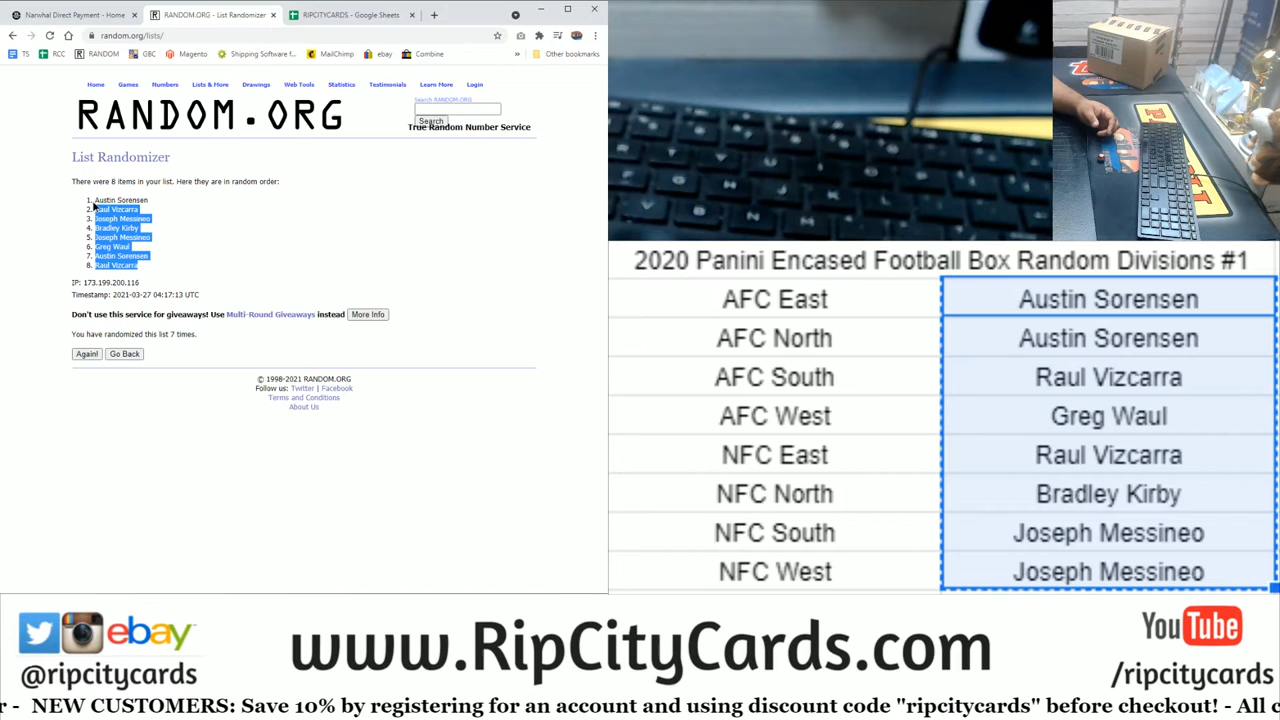 Narwhal Direct Payment - Home
RANDOM.ORG - List Randomizer
RIPCITYCARDS - Google Sheets
random.org/lists/
TS
RCC
RANDOM
GBC
Magento
Shipping Software f...
MailChimp
ebay
Combine
Other bookmarks
Home
Games
Numbers
Lists & More
Drawings
Web Tools
Statistics
Testimonials
Learn More
Login
RANDOM.ORG
Search RANDOM.ORG
Search
True Random Number Service
List Randomizer
There were 8 items in your list. Here they are in random order:
1. Austin Sorensen
2. Raul Vizcarra
3. Joseph Messineo
4. Bradley Kirby
5. Joseph Messineo
6. Greg Waul
7. Austin Sorensen
8. Raul Vizcarra
IP: 173.199.200.116
Timestamp: 2021-03-27 04:17:13 UTC
Don't use this service for giveaways! Use Multi-Round Giveaways instead More Info
You have randomized this list 7 times.
Again! Go Back
© 1998-2021 RANDOM.ORG
Follow us: Twitter | Facebook
Terms and Conditions
About Us
2020 Panini Encased Football Box Random Divisions #1
AFC East Austin Sorensen
AFC North Austin Sorensen
AFC South Raul Vizcarra
AFC West Greg Waul
NFC East Raul Vizcarra
NFC North Bradley Kirby
NFC South Joseph Messineo
NFC West Joseph Messineo
ebay
@ripcitycards
www.RipCityCards.com
YouTube
/ripcitycards
r - NEW CUSTOMERS: Save 10% by registering for an account and using discount code "ripcitycards" before checkout! - All c